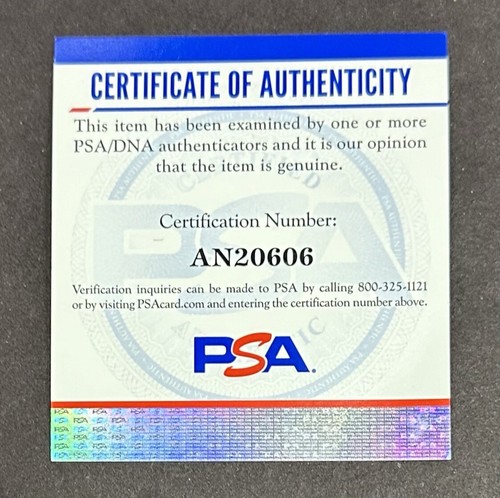 CERTIFICATE OF AUTHENTICITY
This item has been examined by one or more
PSA/DNA authenticators and it is our opinion
that the item is genuine.
Certification Number:
AN20606
Verification inquiries can be made to PSA by calling 800-325-1121
or by visiting PSAcard.com and entering the certification number above.
PSA